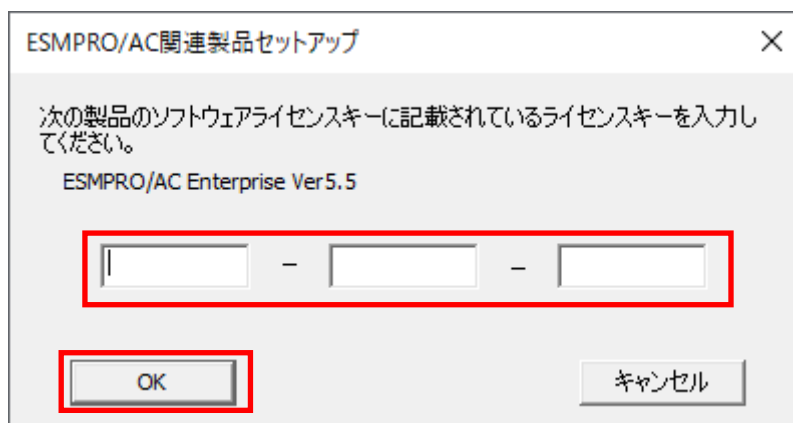 ESMPRO/AC関連製品セットアップ
次の製品のソフトウェアライセンスキーに記載されているライセンスキーを入力し
てください。
ESMPRO/AC Enterprise Ver5.5
– –
OK キャンセル